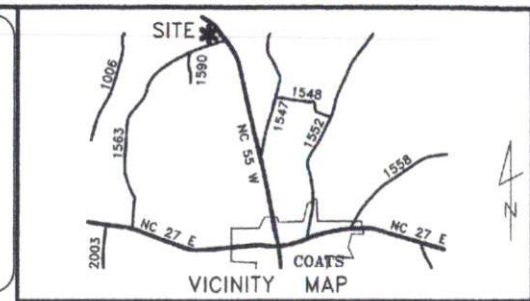 SITE
1006
1590
1548
1547
1552
1563
NC 55 W
1558
NC 27 E
NC 27 E
2003
COATS
N
VICINITY MAP